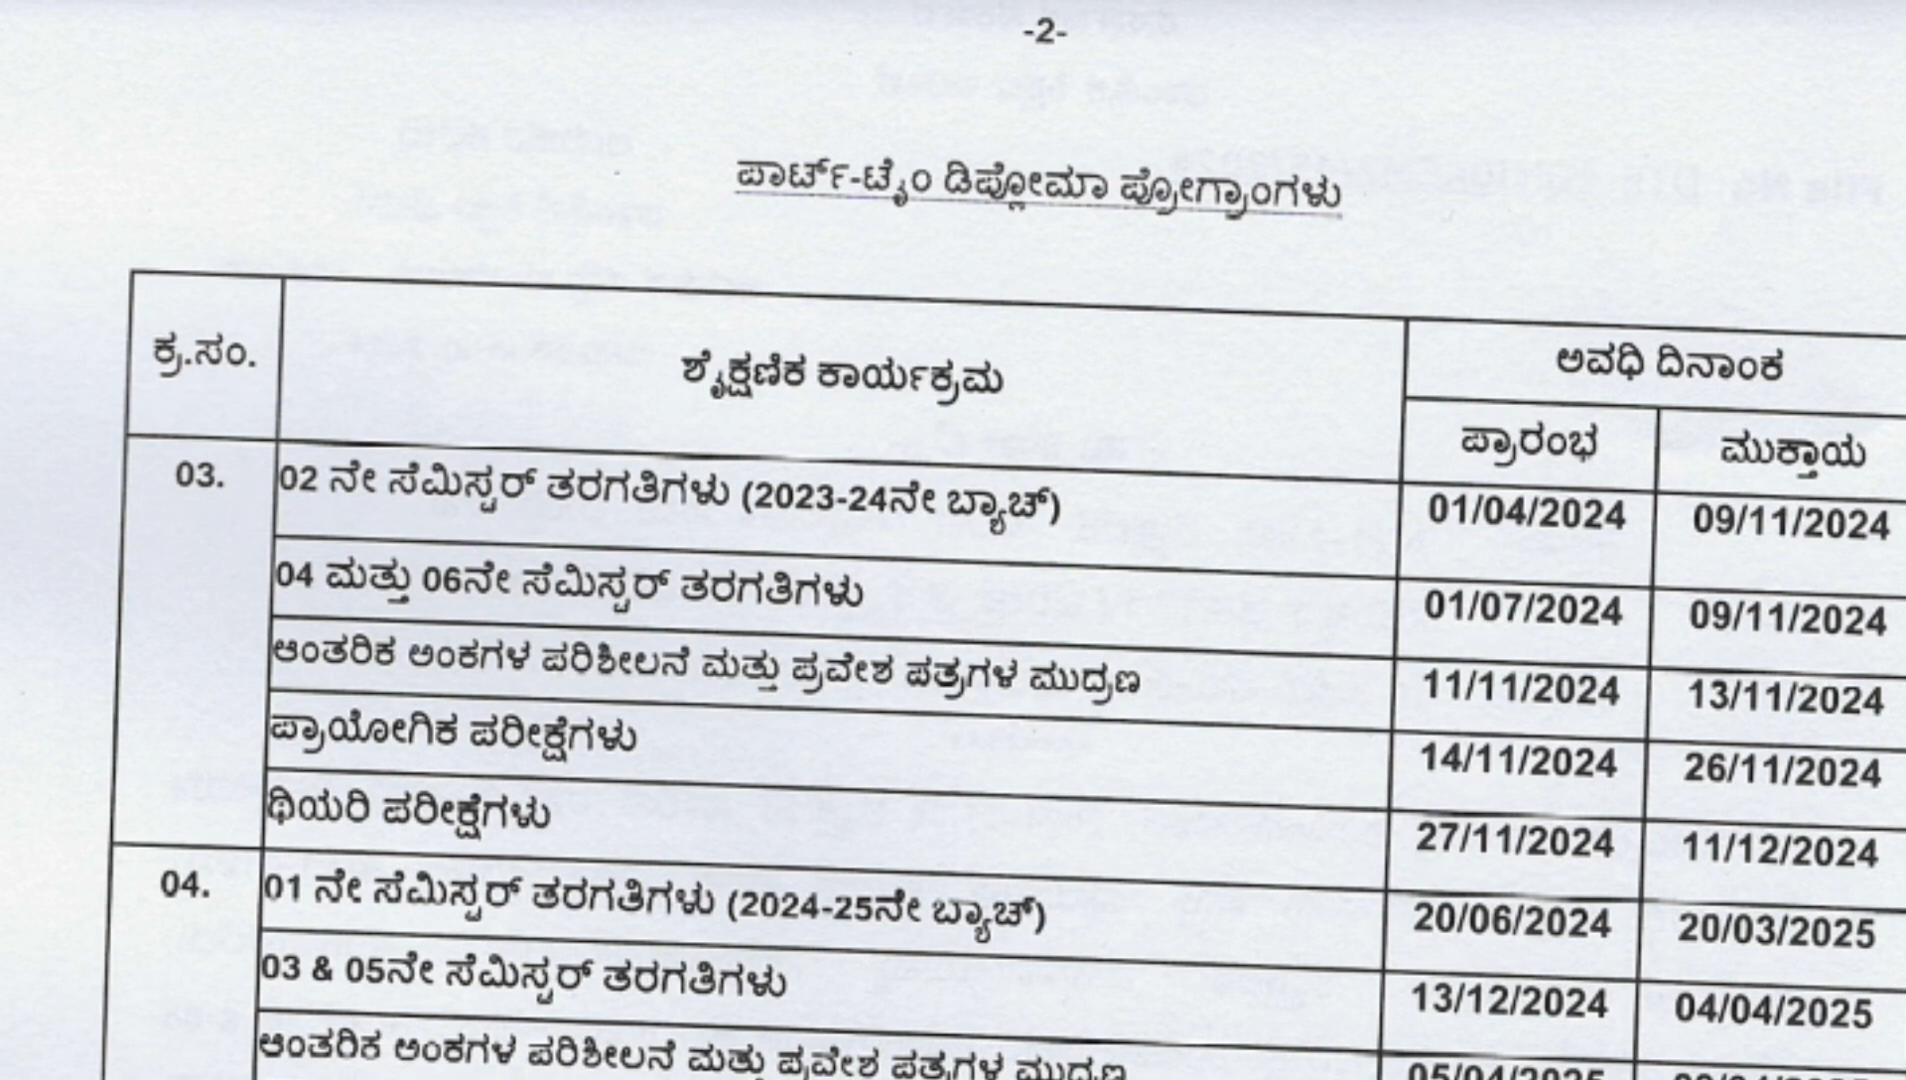 -2-
ಪಾರ್ಟ್-ಟೈಂ ಡಿಪ್ಲೋಮಾ ಪ್ರೋಗ್ರಾಂಗಳು
ಕ್ರ.ಸಂ. ಶೈಕ್ಷಣಿಕ ಕಾರ್ಯಕ್ರಮ ಅವಧಿ ದಿನಾಂಕ
ಪ್ರಾರಂಭ ಮುಕ್ತಾಯ
03. 02 ನೇ ಸೆಮಿಸ್ಟರ್ ತರಗತಿಗಳು (2023-24ನೇ ಬ್ಯಾಚ್) 01/04/2024 09/11/2024
04 ಮತ್ತು 06ನೇ ಸೆಮಿಸ್ಟರ್ ತರಗತಿಗಳು 01/07/2024 09/11/2024
ಆಂತರಿಕ ಅಂಕಗಳ ಪರಿಶೀಲನೆ ಮತ್ತು ಪ್ರವೇಶ ಪತ್ರಗಳ ಮುದ್ರಣ 11/11/2024 13/11/2024
ಪ್ರಾಯೋಗಿಕ ಪರೀಕ್ಷೆಗಳು 14/11/2024 26/11/2024
ಥಿಯರಿ ಪರೀಕ್ಷೆಗಳು 27/11/2024 11/12/2024
04. 01 ನೇ ಸೆಮಿಸ್ಟರ್ ತರಗತಿಗಳು (2024-25ನೇ ಬ್ಯಾಚ್) 20/06/2024 20/03/2025
03 & 05ನೇ ಸೆಮಿಸ್ಟರ್ ತರಗತಿಗಳು 13/12/2024 04/04/2025
ಆಂತರಿಕ ಅಂಕಗಳ ಪರಿಶೀಲನೆ ಮತ್ತು ಪ್ರವೇಶ ಪತ್ರಗಳ ಮುದ್ರಣ 05/04/2025